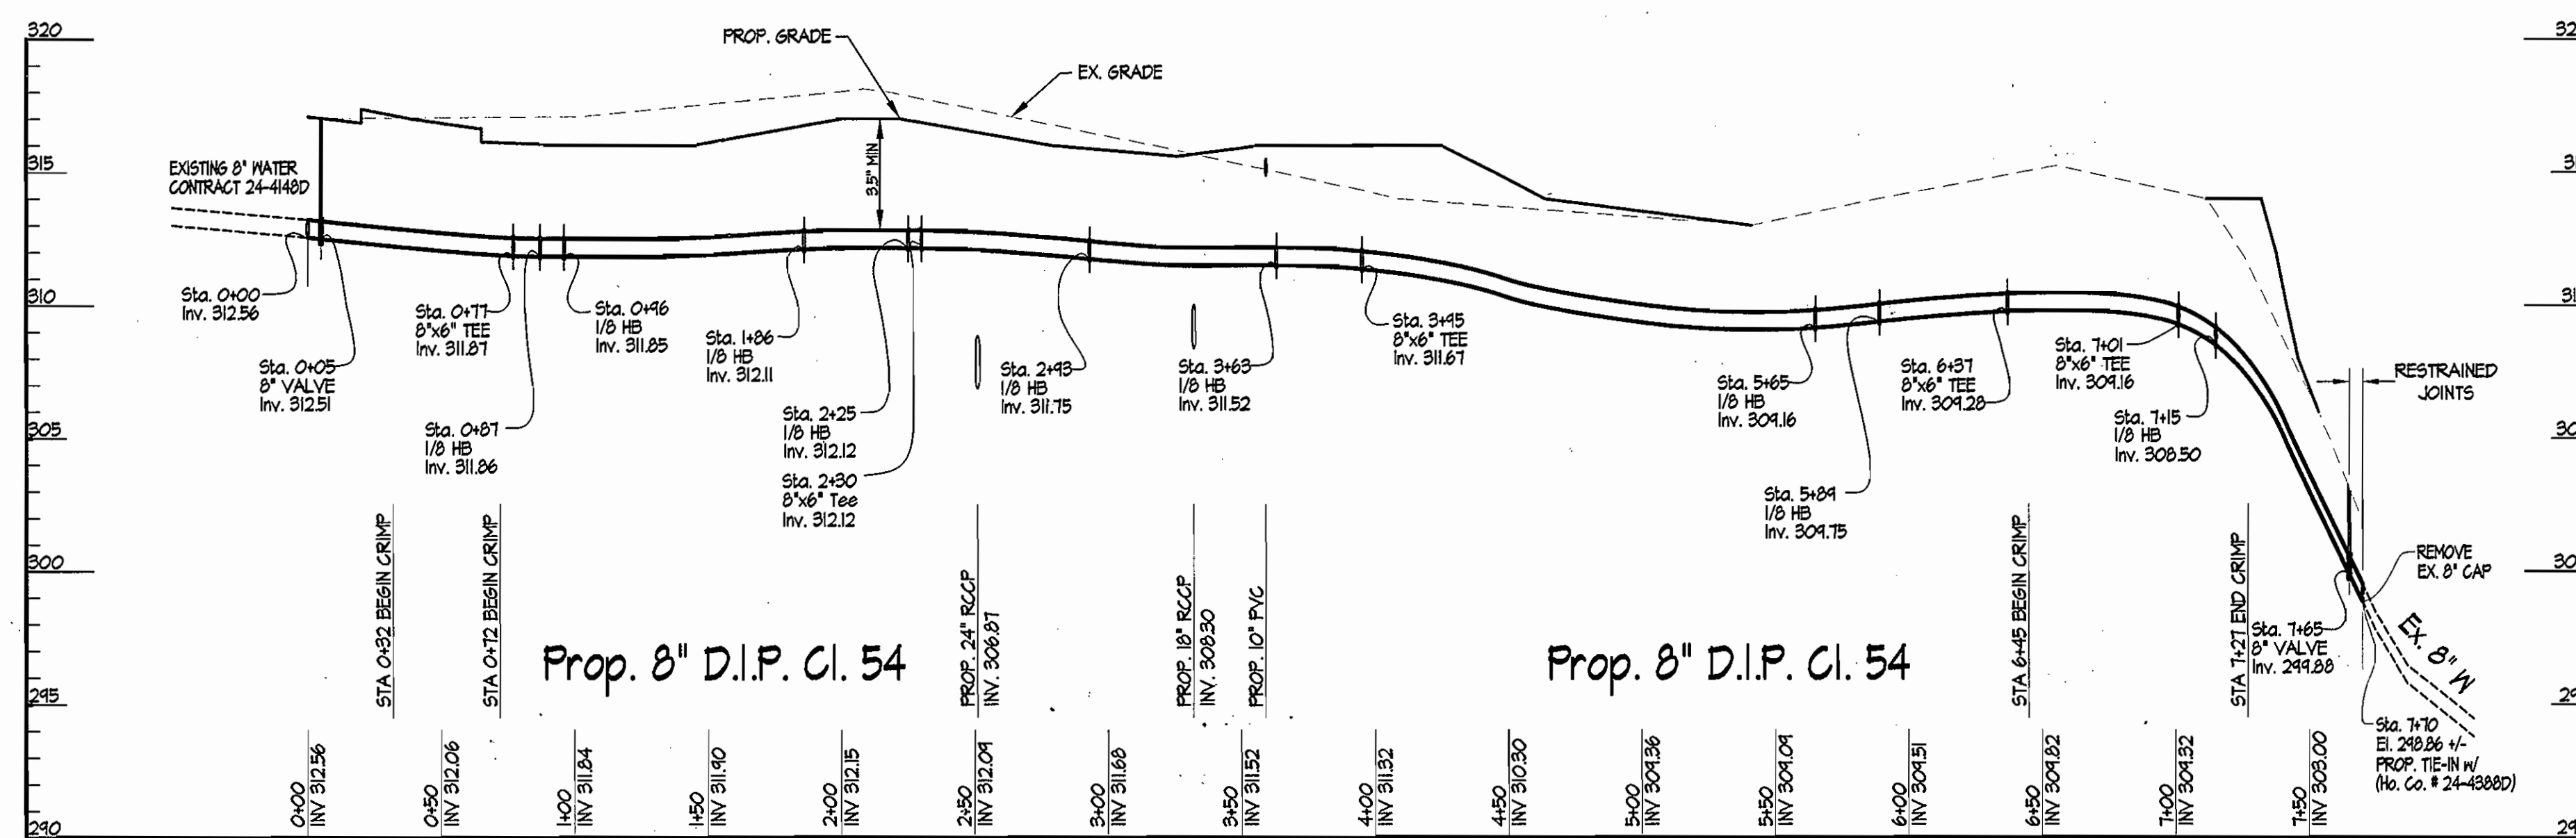 320
PROP. GRADE
EX. GRADE
32
EXISTING 8" WATER
CONTRACT 24-4148D
315
3.5" MIN
3
310
31
Sta. 0+00
Inv. 312.56
Sta. 0+05
8" VALVE
Inv. 312.51
Sta. 0+77
8"x6" TEE
Inv. 311.87
Sta. 0+87
1/8 HB
Inv. 311.86
Sta. 0+96
1/8 HB
Inv. 311.85
Sta. 1+86
1/8 HB
Inv. 312.11
Sta. 2+25
1/8 HB
Inv. 312.12
Sta. 2+30
8"x6" Tee
Inv. 312.12
Sta. 2+93
1/8 HB
Inv. 311.75
Sta. 3+63
1/8 HB
Inv. 311.52
Sta. 3+95
8"x6" TEE
Inv. 311.67
Sta. 5+65
1/8 HB
Inv. 309.16
Sta. 5+89
1/8 HB
Inv. 309.75
Sta. 6+37
8"x6" TEE
Inv. 309.28
Sta. 7+01
8"x6" TEE
Inv. 309.16
Sta. 7+15
1/8 HB
Inv. 308.50
RESTRAINED
JOINTS
305
30
300
30
REMOVE
EX. 8" CAP
STA 0+32 BEGIN CRIMP
STA 0+72 BEGIN CRIMP
Prop. 8" D.I.P. Cl. 54
PROP. 24" RCCP
INV. 306.87
PROP. 18" RCCP
INV. 308.30
PROP. 10" PVC
Prop. 8" D.I.P. Cl. 54
STA 6+45 BEGIN CRIMP
STA 7+27 END CRIMP
Sta. 7+65
8" VALVE
Inv. 299.88
Ex. 8" W
295
29
Sta. 7+70
El. 298.86 +/-
PROP. TIE-IN W/
(Ho. Co. # 24-4388D)
0+00
INV 312.56
0+50
INV 312.06
1+00
INV 311.84
1+50
INV 311.90
2+00
INV 312.15
2+50
INV 312.09
3+00
INV 311.68
3+50
INV 311.52
4+00
INV 311.32
4+50
INV 310.30
5+00
INV 309.36
5+50
INV 309.09
6+00
INV 309.51
6+50
INV 309.82
7+00
INV 309.32
7+50
INV 303.00
290
29